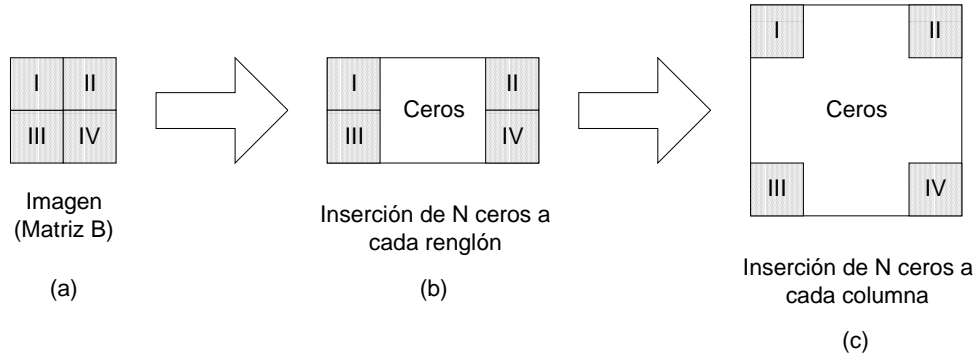 I II
III IV
Imagen
(Matriz B)
(a)
I II
Ceros
III IV
Inserción de N ceros a
cada renglón
(b)
I II
Ceros
III IV
Inserción de N ceros a
cada columna
(c)